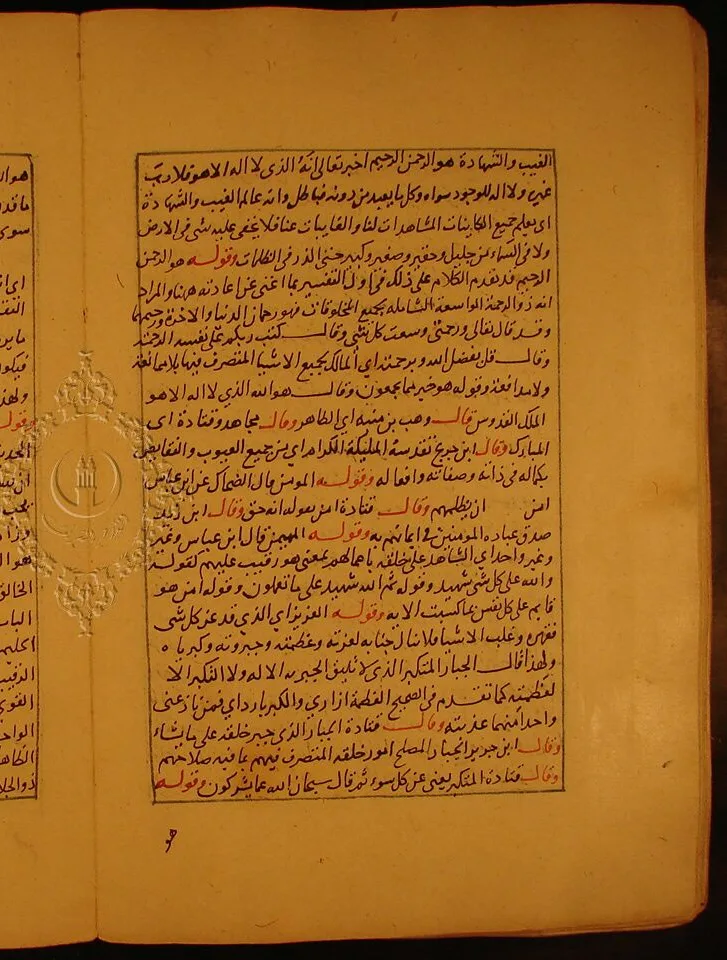 الغيب والشهادة هو الرحمن الرحيم اخبر تعالى انه الذي لا اله الا هو فلا رب
غيره ولا اله للوجود سواه وكل ما يعبد من دونه فباطل وانه عالم الغيب والشهادة
اي يعلم جميع الكاينات المشاهدات لنا والغايبات عنا فلا يخفى عليه شي في الارض
ولا في السماء من جليل وحقير وصغير وكبير حتى الذر في الظلمات وقوله هو الرحمن
الرحيم قد تقدم الكلام على ذلك في اول التفسير بما اغنى عن اعادته ههنا والمراد
انه ذو الرحمة الواسعة الشاملة بجميع المخلوقات فهو رحمان الدنيا والاخرة ورحيمهما
وقد قال تعالى ورحمتي وسعت كل شي وقال كتب ربكم على نفسه الرحمة
وقال قل بفضل الله وبرحمته اي المالك بجميع الاشيا المتصرف فيها بلا ممانعة
ولا مدافعة وقوله هو خير مما يجمعون وقال هو الله الذي لا اله الا هو
الملك القدوس قال وهب بن منبه اي الطاهر وقال مجاهد وقتادة اي
المبارك وقال ابن جريج تقدسه المليكة الكرام اي من جميع العيوب والنقايص
بكماله في ذاته وصفاته وافعاله وقوله المومن قال الضحاك عن ابن عباس
امن ان يظلمهم وقال قتادة امن بقوله انه حق وقال ابن زيد
صدق عباده المومنين في ايمانهم به وقوله المهيمن قال ابن عباس وغير
وغير واحد اي الشاهد على خلقه باعمالهم بمعنى هو رقيب عليهم لقوله
والله على كل شي شهيد وقوله ثم الله شهيد على ما تعملون وقوله امن هو
قايم على كل نفس بما كسبت الاية وقوله العزيز اي الذي قد عز كل شي
فقهره وغلب الاشيا فلا ينال جنابه لعزته وعظمته وجبروته وكبرياه
ولهذا قال الجبار المتكبر الذي لا تليق الجبرية الا له ولا التكبر الا
لعظمته كما تقدم في الصحيح العظمة ازاري والكبر يارداي فمن نازعني
واحدا منهما عذبته وقال قتادة الجبار الذي جبر خلقه على ما يشاء
وقال ابن جرير الجبار المصلح امور خلقه المتصرف فيهم بما فيه صلاحهم
وقال قتادة المتكبر يعني عن كل سوء ثم قال سبحان الله عما يشركون وقوله
هو